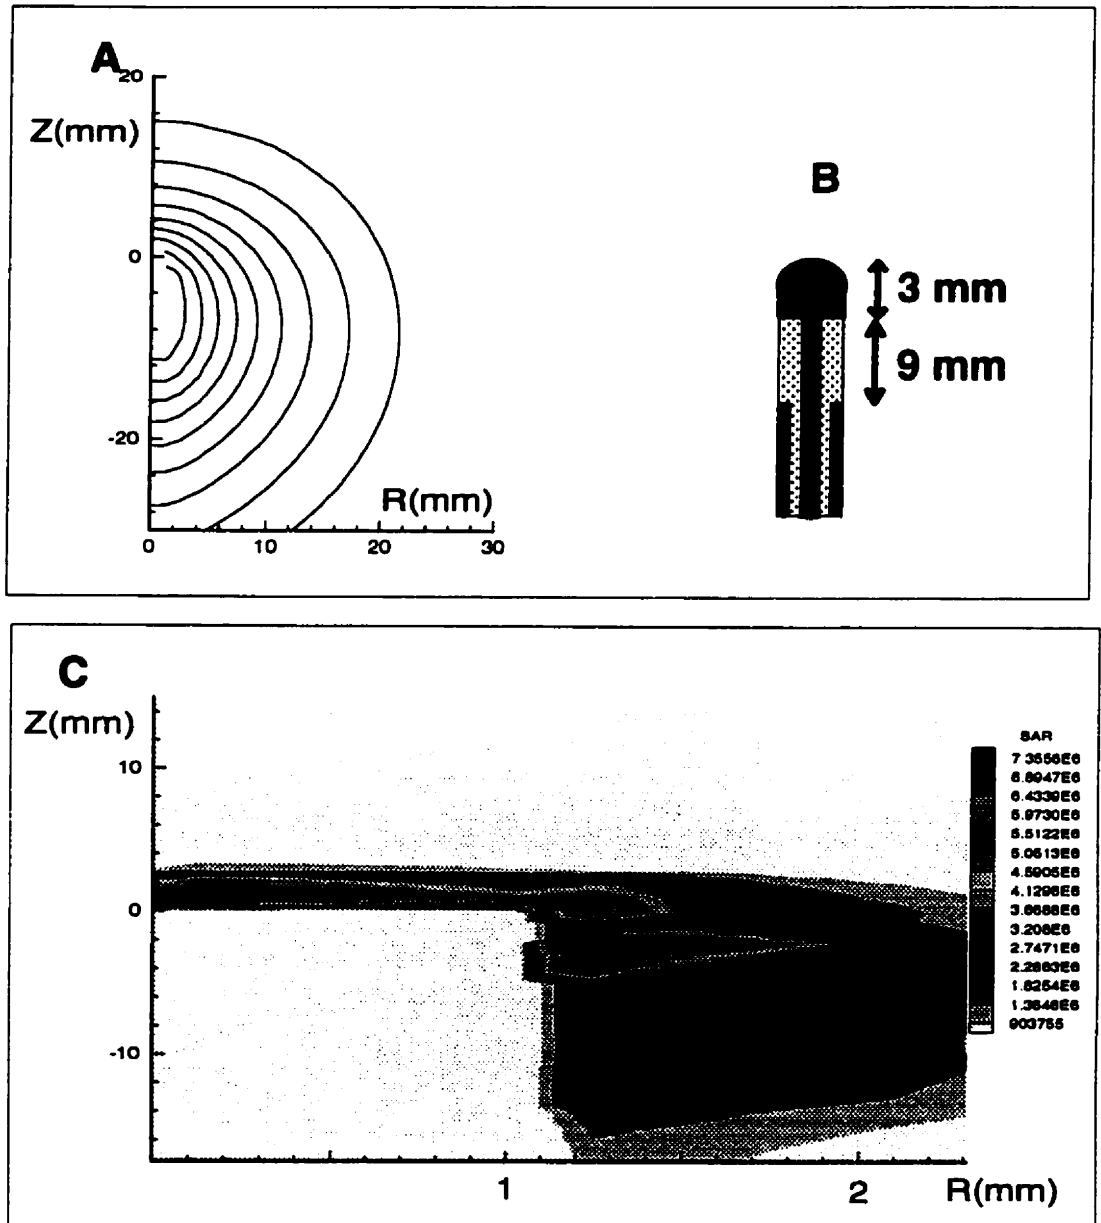 A
20
Z(mm)
0
-20
R(mm)
0 10 20 30
B
3 mm
9 mm
C
Z(mm)
10
0
-10
1 2 R(mm)
SAR
7.3556E6
6.8947E6
6.4339E6
5.9730E6
5.5122E6
5.0513E6
4.5905E6
4.1296E6
3.6688E6
3.208E6
2.7471E6
2.2863E6
1.8254E6
1.3646E6
903755